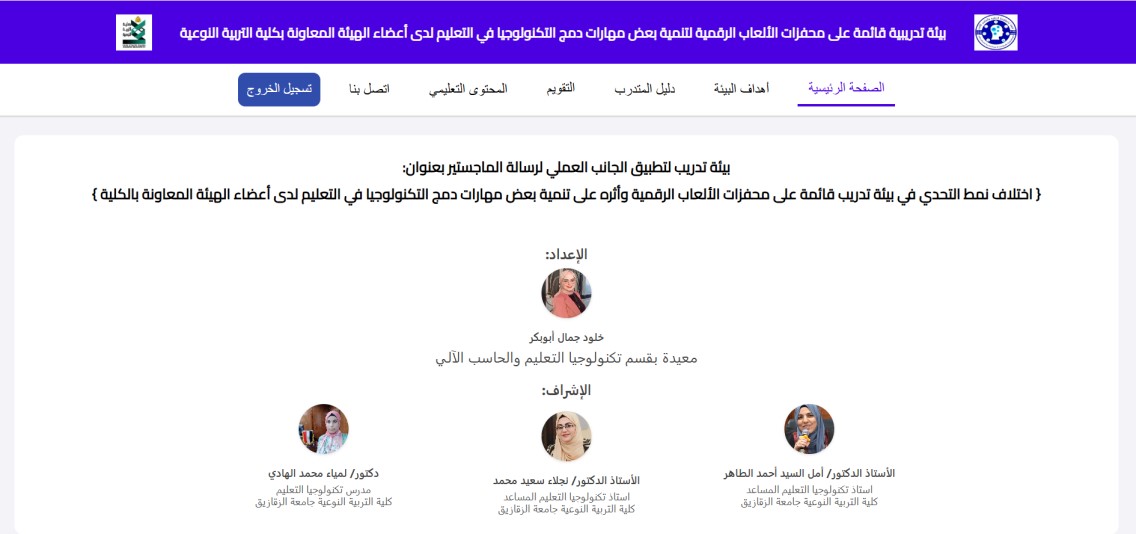 بيئة تدريبية قائمة على محفزات الألعاب الرقمية لتنمية بعض مهارات دمج التكنولوجيا في التعليم لدى أعضاء الهيئة المعاونة بكلية التربية النوعية
الصفحة الرئيسية
أهداف البيئة
دليل المتدرب
التقويم
المحتوى التعليمي
اتصل بنا
تسجيل الخروج
بيئة تدريب لتطبيق الجانب العملي لرسالة الماجستير بعنوان:
{ اختلاف نمط التحدي في بيئة تدريب قائمة على محفزات الألعاب الرقمية وأثره على تنمية بعض مهارات دمج التكنولوجيا في التعليم لدى أعضاء الهيئة المعاونة بالكلية }
الإعداد:
خلود جمال أبوبكر
معيدة بقسم تكنولوجيا التعليم والحاسب الآلي
الإشراف:
الأستاذ الدكتور/ أمل السيد أحمد الطاهر
استاذ تكنولوجيا التعليم المساعد
كلية التربية النوعية جامعة الزقازيق
الأستاذ الدكتور/ نجلاء سعيد محمد
استاذ تكنولوجيا التعليم المساعد
كلية التربية النوعية جامعة الزقازيق
دكتور/ لمياء محمد الهادي
مدرس تكنولوجيا التعليم
كلية التربية النوعية جامعة الزقازيق